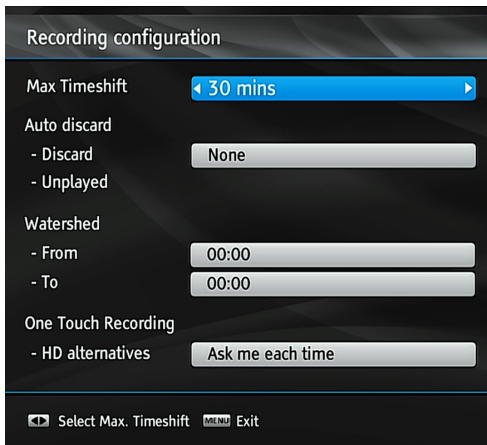 Recording configuration
Max Timeshift 30 mins
Auto discard
- Discard None
- Unplayed
Watershed
- From 00:00
- To 00:00
One Touch Recording
- HD alternatives Ask me each time
Select Max. Timeshift MENU Exit